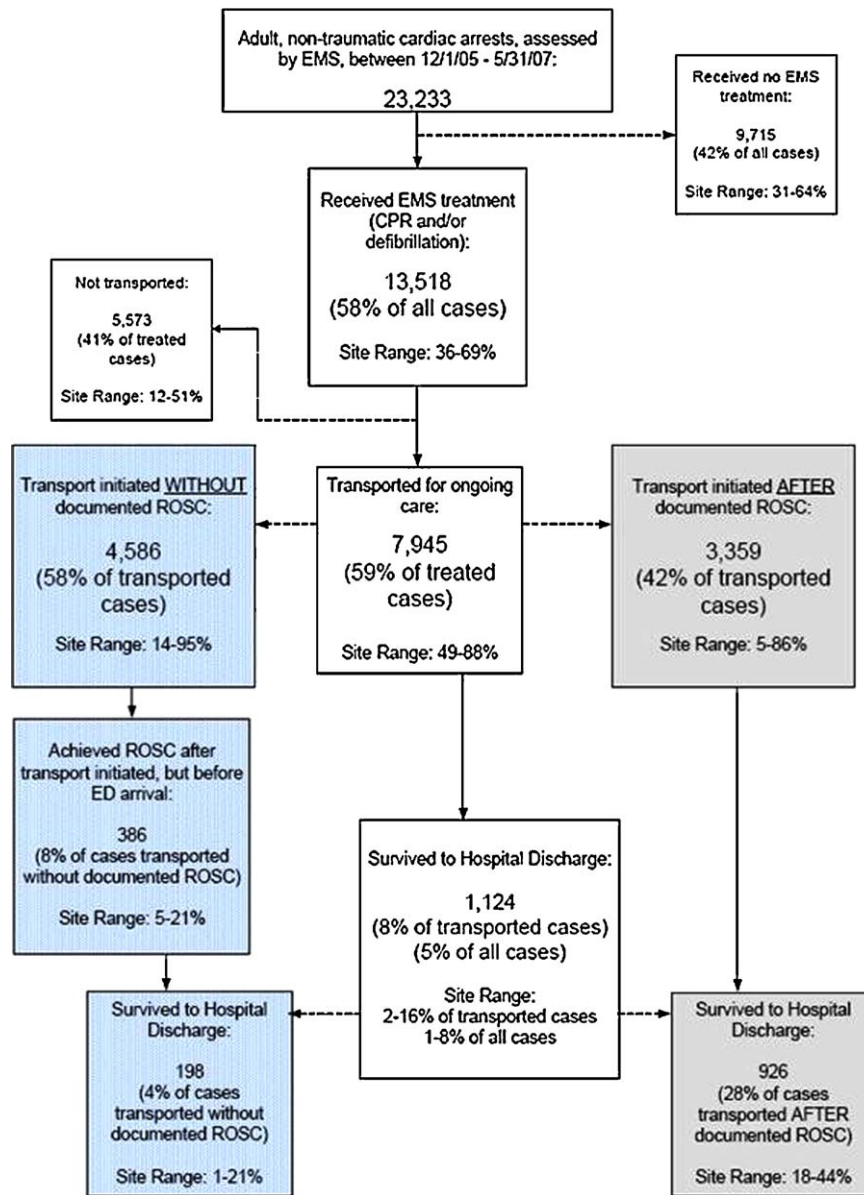 Adult, non-traumatic cardiac arrests, assessed
by EMS, between 12/1/05 - 5/31/07:
23,233
Received no EMS
treatment:
9,715
(42% of all cases)
Site Range: 31-64%
Received EMS treatment
(CPR and/or
defibrillation):
13,518
(58% of all cases)
Site Range: 36-69%
Not transported:
5,573
(41% of treated
cases)
Site Range: 12-51%
Transport initiated WITHOUT
documented ROSC:
4,586
(58% of transported
cases)
Site Range: 14-95%
Transported for ongoing
care:
7,945
(59% of treated
cases)
Site Range: 49-88%
Transport initiated AFTER
documented ROSC:
3,359
(42% of transported
cases)
Site Range: 5-86%
Achieved ROSC after
transport initiated, but before
ED arrival:
386
(8% of cases transported
without documented ROSC)
Site Range: 5-21%
Survived to Hospital Discharge:
1,124
(8% of transported cases)
(5% of all cases)
Site Range:
2-16% of transported cases
1-8% of all cases
Survived to Hospital
Discharge:
198
(4% of cases
transported without
documented ROSC)
Site Range: 1-21%
Survived to Hospital
Discharge:
926
(28% of cases
transported AFTER
documented ROSC)
Site Range: 18-44%